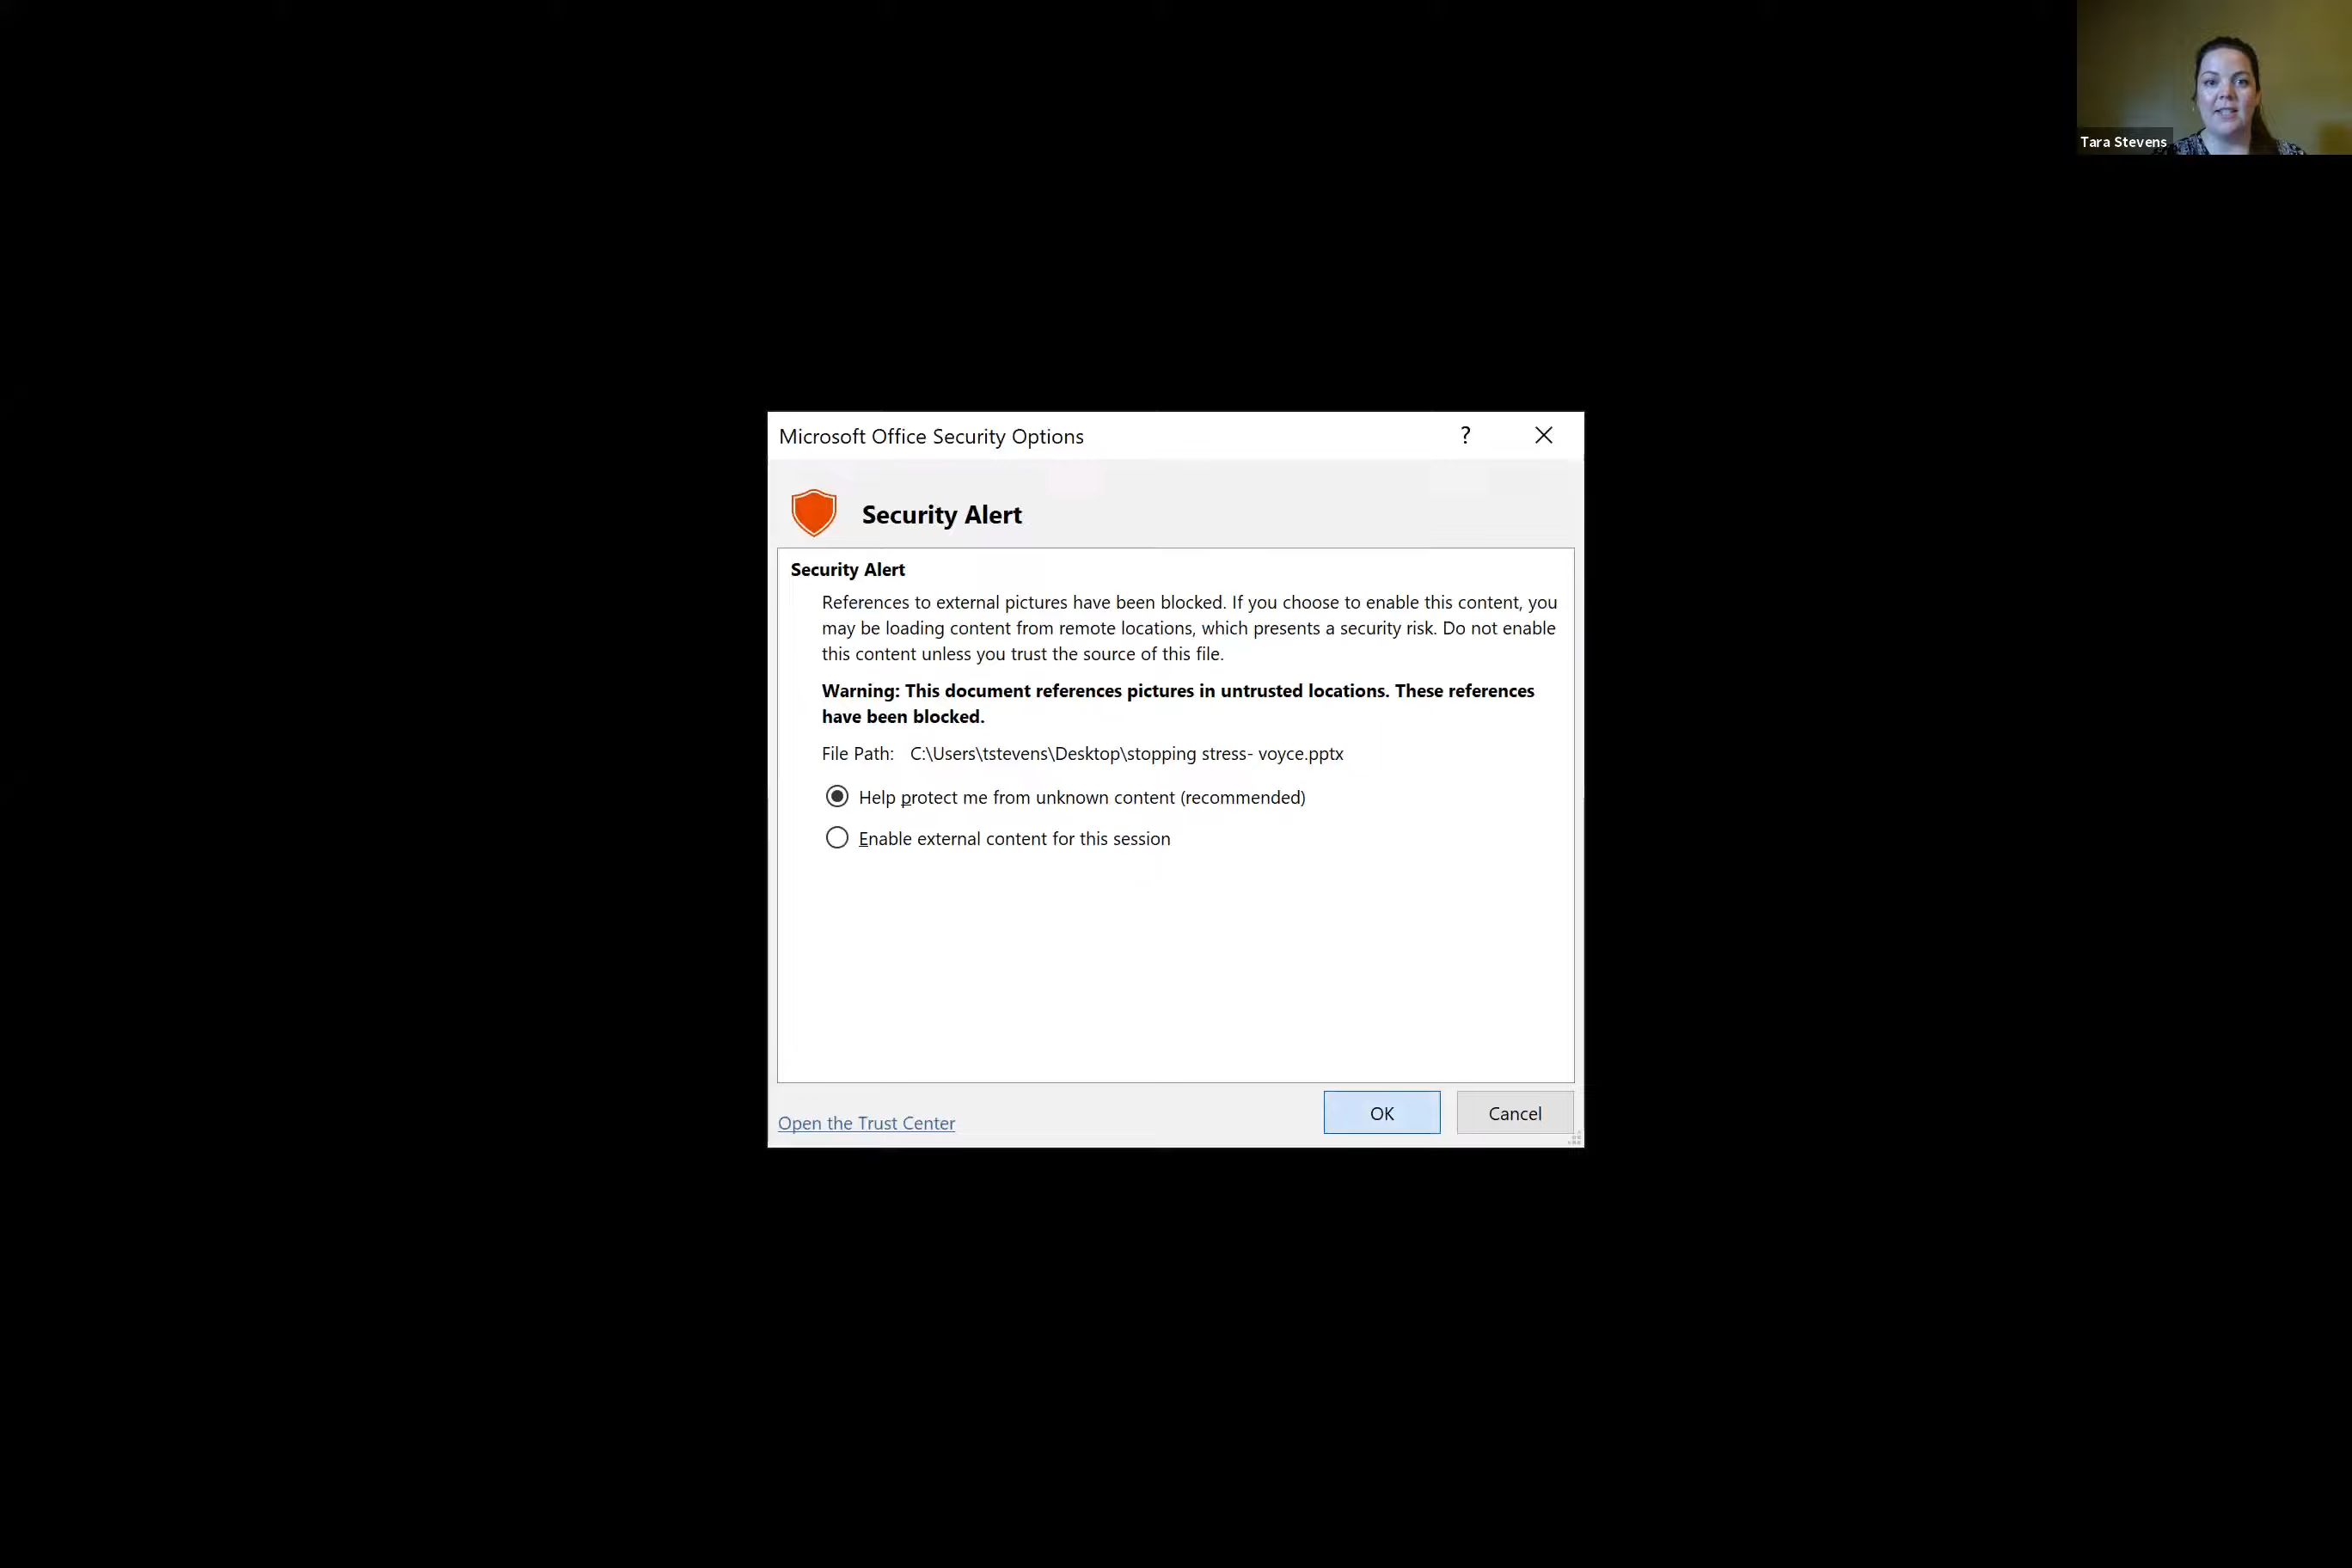 Tara Stevens
Microsoft Office Security Options
?
Security Alert
Security Alert
References to external pictures have been blocked. If you choose to enable this content, you
may be loading content from remote locations, which presents a security risk. Do not enable
this content unless you trust the source of this file.
Warning: This document references pictures in untrusted locations. These references
have been blocked.
File Path: C:\Users\tstevens\Desktop\stopping stress- voyce.pptx
Help protect me from unknown content (recommended)
Enable external content for this session
Open the Trust Center
OK
Cancel